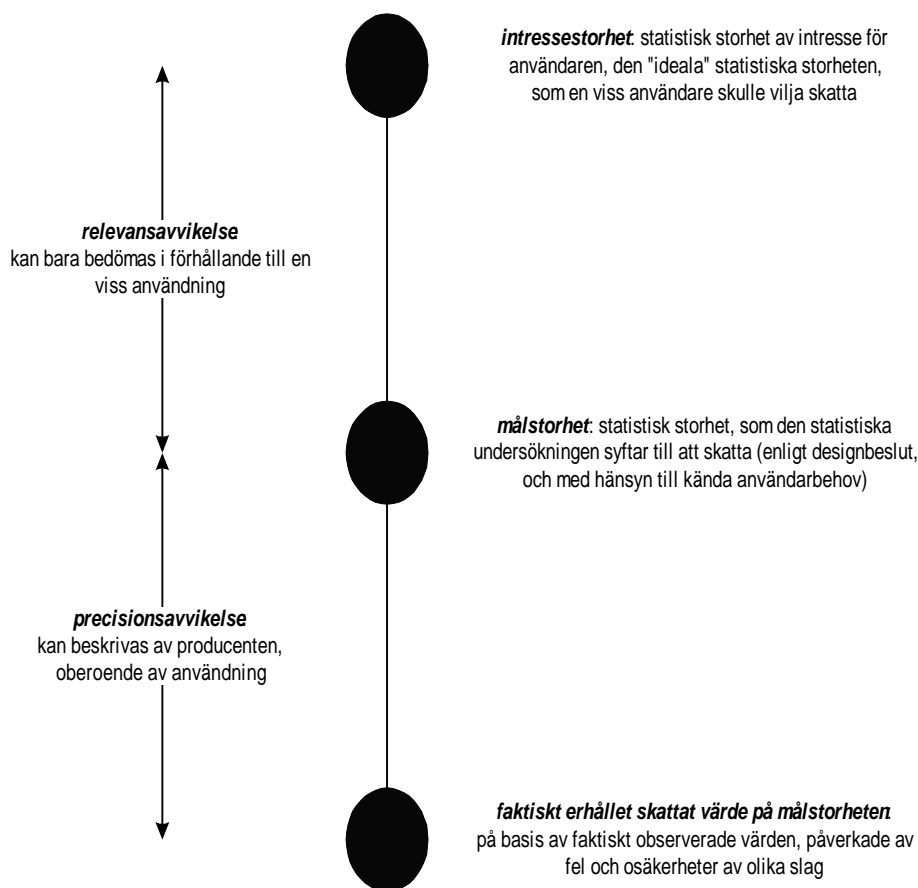 intressestorhet: statistisk storhet av intresse för
användaren, den "ideala" statistiska storheten,
som en viss användare skulle vilja skatta
relevansavvikelse
kan bara bedömas i förhållande till en
viss användning
målstorhet: statistisk storhet, som den statistiska
undersökningen syftar till att skatta (enligt designbeslut,
och med hänsyn till kända användarbehov)
precisionsavvikelse
kan beskrivas av producenten,
oberoende av användning
faktiskt erhållet skattat värde på målstorheten:
på basis av faktiskt observerade värden, påverkade av
fel och osäkerheter av olika slag